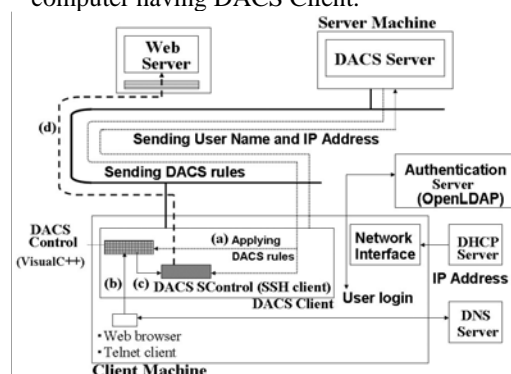 computer having DACS Client.
Server Machine
Web
Server
DACS Server
(d)
Sending User Name and IP Address
Sending DACS rules
Authentication
Server
(OpenLDAP)
DACS
Control
(VisualC++)
(a) Applying
DACS rules
Network
Interface
DHCP
Server
(b)
(c)
DACS SControl (SSH client)
DACS Client
IP Address
User login
DNS
Server
• Web browser
• Telnet client
Client Machine